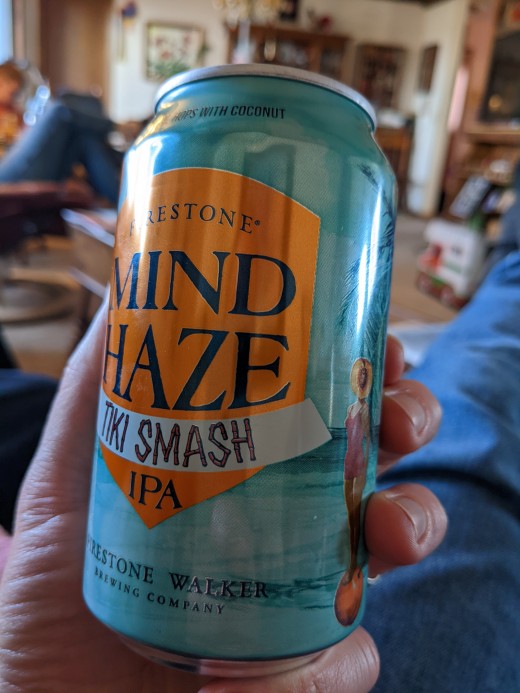 WITH COCONUT
FIRESTONE®
MIND
HAZE
TIKI SMASH
IPA
FIRESTONE WALKER
BREWING COMPANY